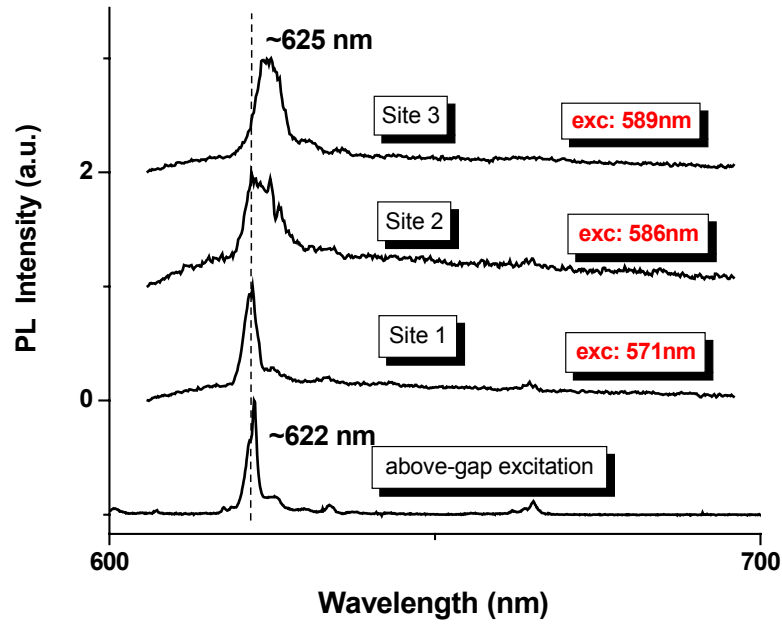 ~625 nm
Site 3
exc: 589nm
2
Site 2
exc: 586nm
Site 1
exc: 571nm
0
~622 nm
above-gap excitation
600
700
Wavelength (nm)
PL Intensity (a.u.)